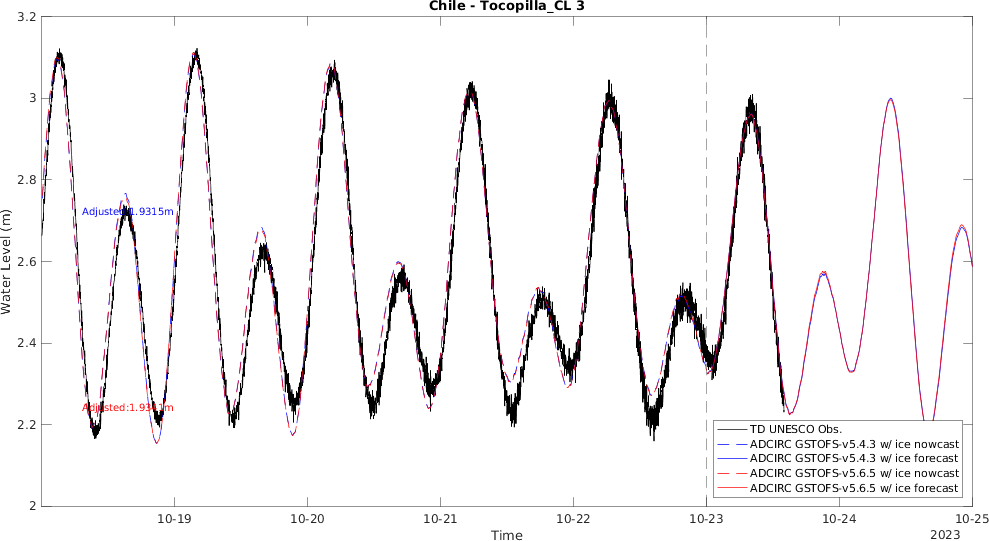 Chile - Tocopilla_CL 3
3.2
3
2.8
2.6
2.4
2.2
2
Water Level (m)
Adjusted:1.9315m
TD UNESCO Obs.
ADCIRC GSTOFS-v5.4.3 w/ ice nowcast
ADCIRC GSTOFS-v5.4.3 w/ ice forecast
ADCIRC GSTOFS-v5.6.5 w/ ice nowcast
ADCIRC GSTOFS-v5.6.5 w/ ice forecast
10-19
10-20
10-21
10-22
10-23
10-24
10-25
Time
2023